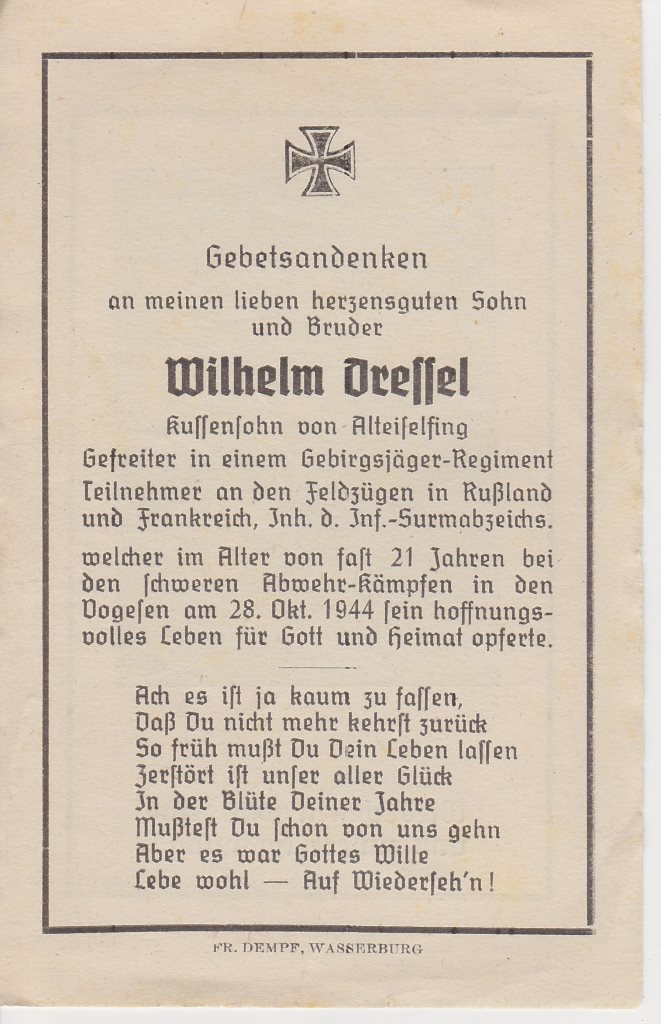 Gebetsandenken
an meinen lieben herzensguten Sohn
und Bruder
Wilhelm Dreſſel
Kuſſenſohn von Alteiſelfing
Gefreiter in einem Gebirgsjäger-Regiment
Teilnehmer an den Feldzügen in Rußland
und Frankreich, Inh. d. Inf.-Surmabzeichs.
welcher im Alter von faſt 21 Jahren bei
den ſchweren Abwehr-Kämpfen in den
Vogeſen am 28. Okt. 1944 ſein hoffnungs-
volles Leben für Gott und Heimat opferte.
Ach es iſt ja kaum zu faſſen,
Daß Du nicht mehr kehrſt zurück
So früh mußt Du Dein Leben laſſen
Zerſtört iſt unſer aller Glück
In der Blüte Deiner Jahre
Mußteſt Du ſchon von uns gehn
Aber es war Gottes Wille
Lebe wohl — Auf Wiederſeh'n!
FR. DEMPF, WASSERBURG